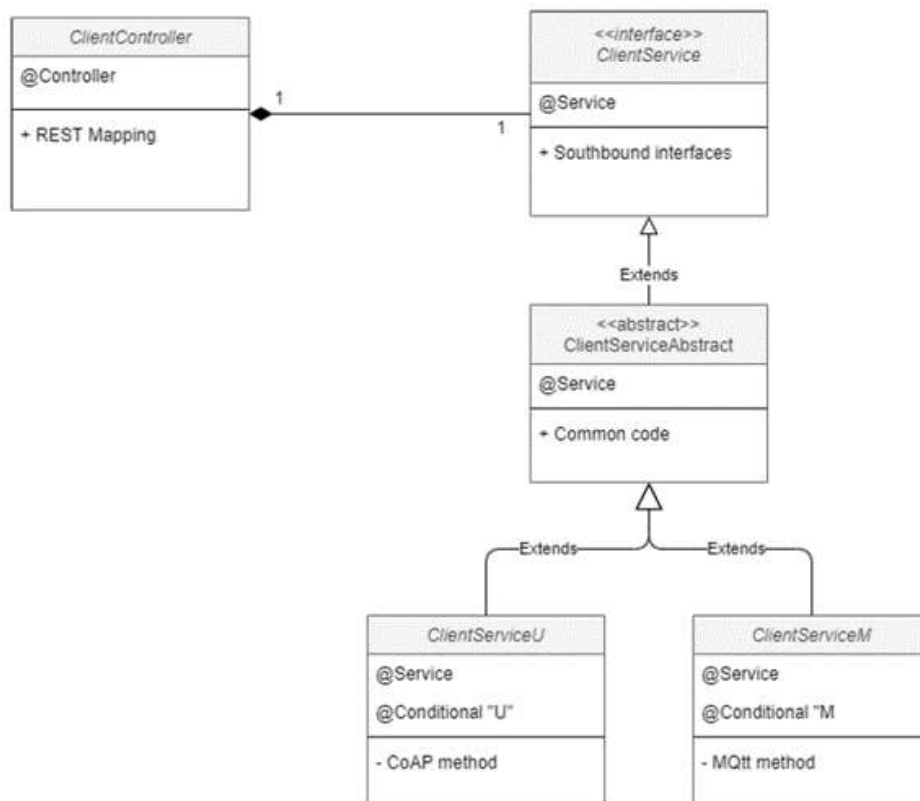 ClientController
@Controller
+ REST Mapping
1
1
<<interface>>
ClientService
@Service
+ Southbound interfaces
Extends
<<abstract>>
ClientServiceAbstract
@Service
+ Common code
Extends
Extends
ClientServiceU
@Service
@Conditional "U"
- CoAP method
ClientServiceM
@Service
@Conditional "M
- MQtt method